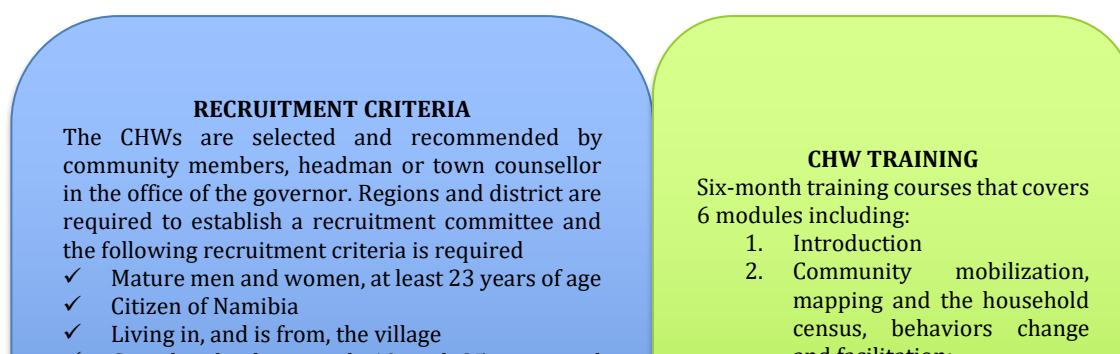 RECRUITMENT CRITERIA
The CHWs are selected and recommended by
community members, headman or town counsellor
in the office of the governor. Regions and district are
required to establish a recruitment committee and
the following recruitment criteria is required
✓ Mature men and women, at least 23 years of age
✓ Citizen of Namibia
✓ Living in, and is from, the village
CHW TRAINING
Six-month training courses that covers
6 modules including:
1. Introduction
2. Community mobilization,
mapping and the household
census, behaviors change
and facilitation;